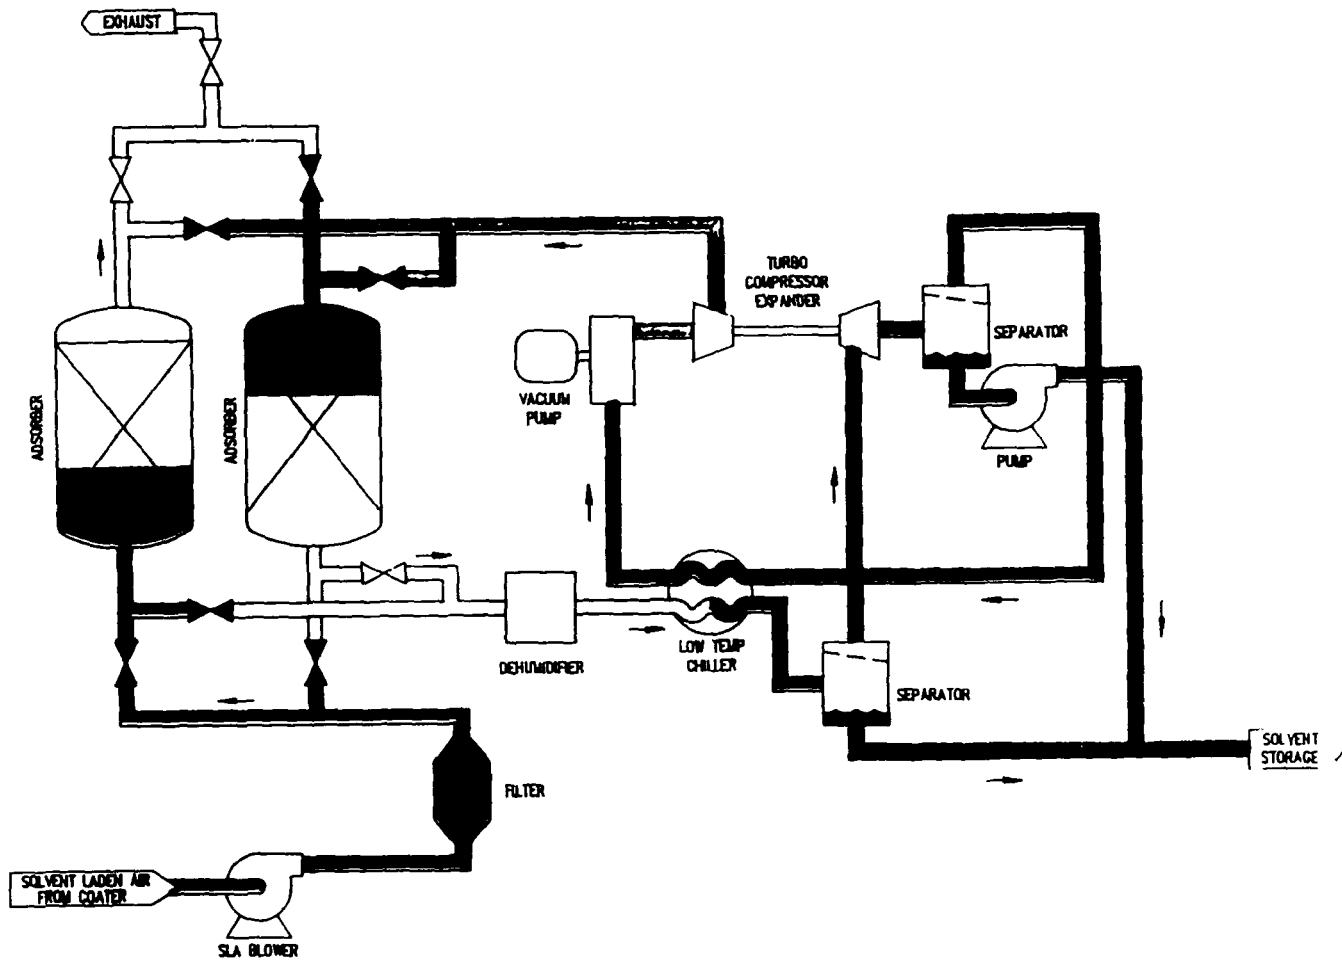 EXHAUST
TURBO
COMPRESSOR
EXPANDER
SEPARATOR
VACUUM
PUMP
ADSORBER
ADSORBER
PUMP
LOW TEMP
CHILLER
DEHUMIDIFIER
SEPARATOR
SOLVENT
STORAGE
FILTER
SOLVENT LADEN AIR
FROM COATER
SLA BLOWER